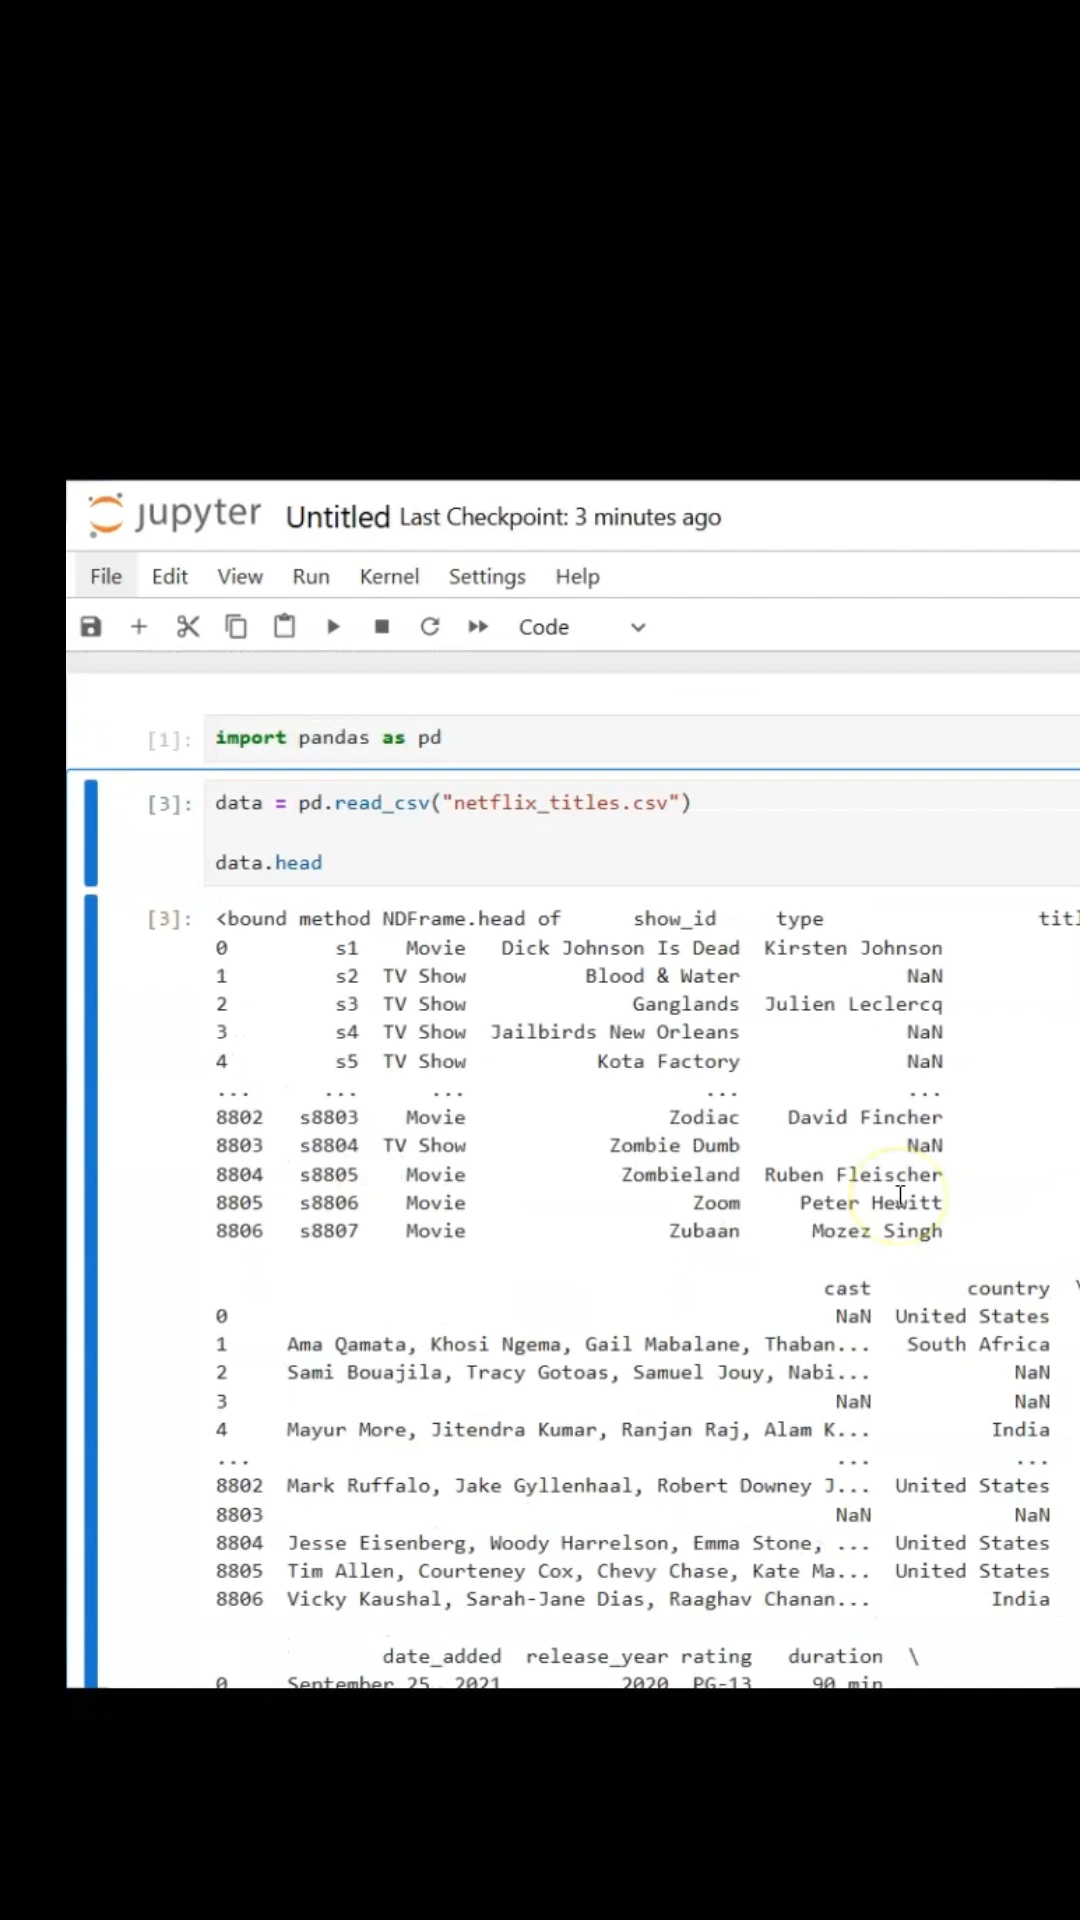 jupyter Untitled Last Checkpoint: 3 minutes ago
File Edit View Run Kernel Settings Help
Code
[1]: import pandas as pd
[3]: data = pd.read_csv("netflix_titles.csv")
data.head
[3]: <bound method NDFrame.head of show_id type
0 s1 Movie Dick Johnson Is Dead Kirsten Johnson
1 s2 TV Show Blood & Water NaN
2 s3 TV Show Ganglands Julien Leclercq
3 s4 TV Show Jailbirds New Orleans NaN
4 s5 TV Show Kota Factory NaN
... ... ... ... ...
8802 s8803 Movie Zodiac David Fincher
8803 s8804 TV Show Zombie Dumb NaN
8804 s8805 Movie Zombieland Ruben Fleischer
8805 s8806 Movie Zoom Peter Hewitt
8806 s8807 Movie Zubaan Mozez Singh
cast country
0 NaN United States
1 Ama Qamata, Khosi Ngema, Gail Mabalane, Thaban... South Africa
2 Sami Bouajila, Tracy Gotoas, Samuel Jouy, Nabi... NaN
3 NaN NaN
4 Mayur More, Jitendra Kumar, Ranjan Raj, Alam K... India
... ... ...
8802 Mark Ruffalo, Jake Gyllenhaal, Robert Downey J... United States
8803 NaN NaN
8804 Jesse Eisenberg, Woody Harrelson, Emma Stone, ... United States
8805 Tim Allen, Courteney Cox, Chevy Chase, Kate Ma... United States
8806 Vicky Kaushal, Sarah-Jane Dias, Raaghav Chanan... India
date_added release_year rating duration \
0 September 25, 2021 2020 PG-13 90 min